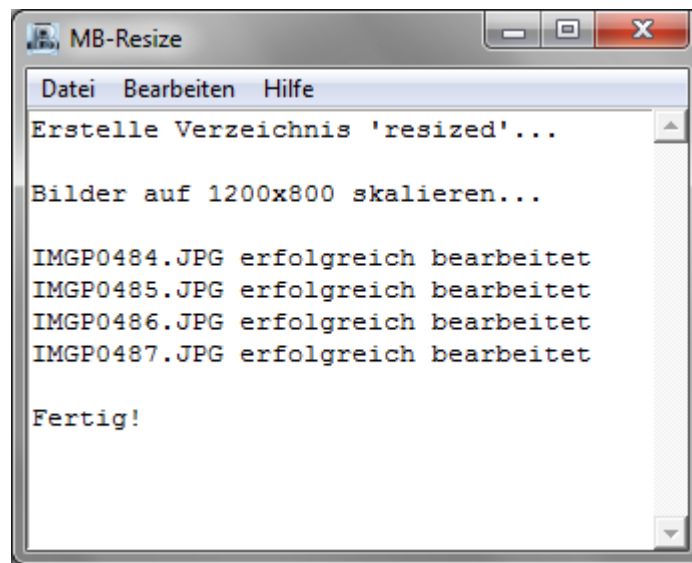 MB-Resize
Datei Bearbeiten Hilfe
Erstelle Verzeichnis 'resized'...
Bilder auf 1200x800 skalieren...
IMGP0484.JPG erfolgreich bearbeitet
IMGP0485.JPG erfolgreich bearbeitet
IMGP0486.JPG erfolgreich bearbeitet
IMGP0487.JPG erfolgreich bearbeitet
Fertig!